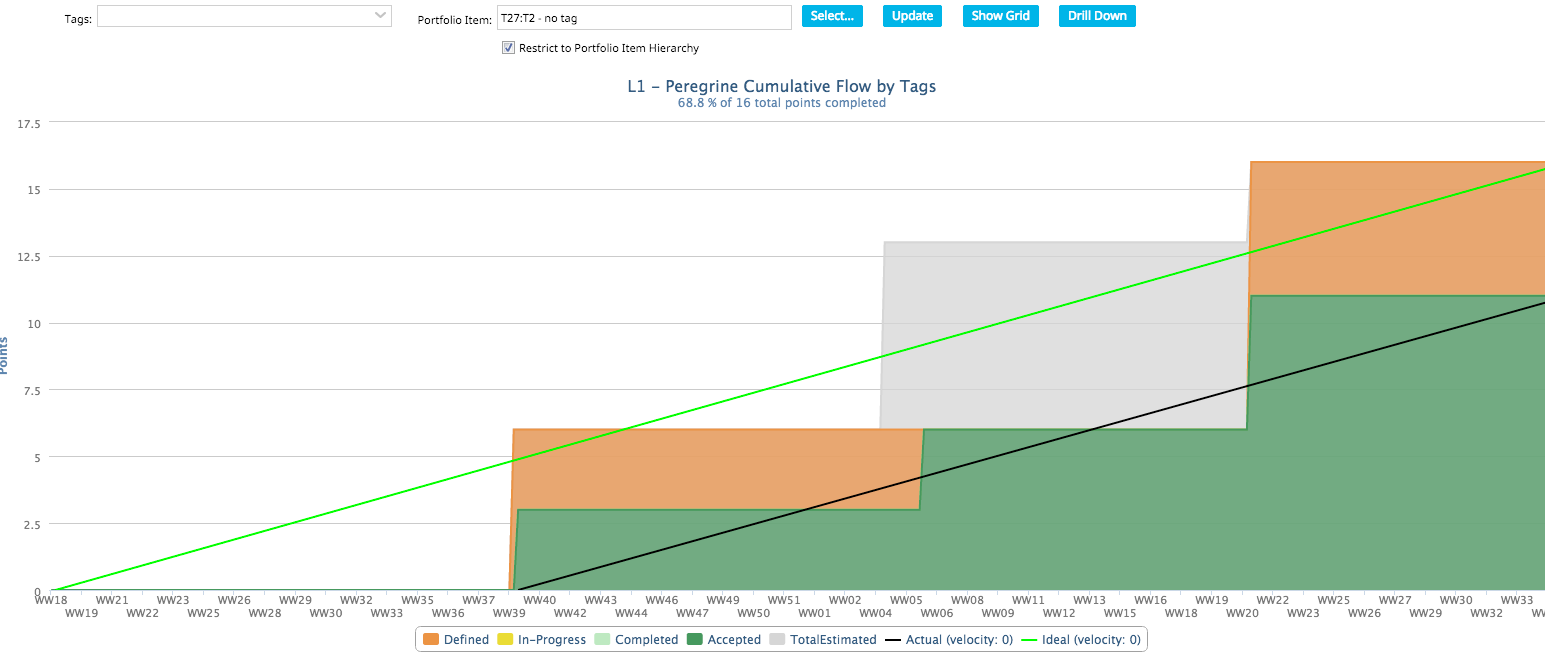 Tags:
Portfolio Item: T27:T2 - no tag Select... Update Show Grid Drill Down
Restrict to Portfolio Item Hierarchy
L1 - Peregrine Cumulative Flow by Tags
68.8 % of 16 total points completed
17.5
15
12.5
10
7.5
5
2.5
0
Points
WW18 WW21 WW23 WW26 WW29 WW32 WW35 WW37 WW40 WW43 WW46 WW49 WW51 WW02 WW05 WW08 WW11 WW13 WW16 WW19 WW22 WW25 WW27 WW30 WW33
WW19 WW22 WW25 WW28 WW30 WW33 WW36 WW39 WW42 WW44 WW47 WW50 WW01 WW04 WW06 WW09 WW12 WW15 WW18 WW20 WW23 WW26 WW29 WW32
Defined In-Progress Completed Accepted TotalEstimated Actual (velocity: 0) Ideal (velocity: 0)